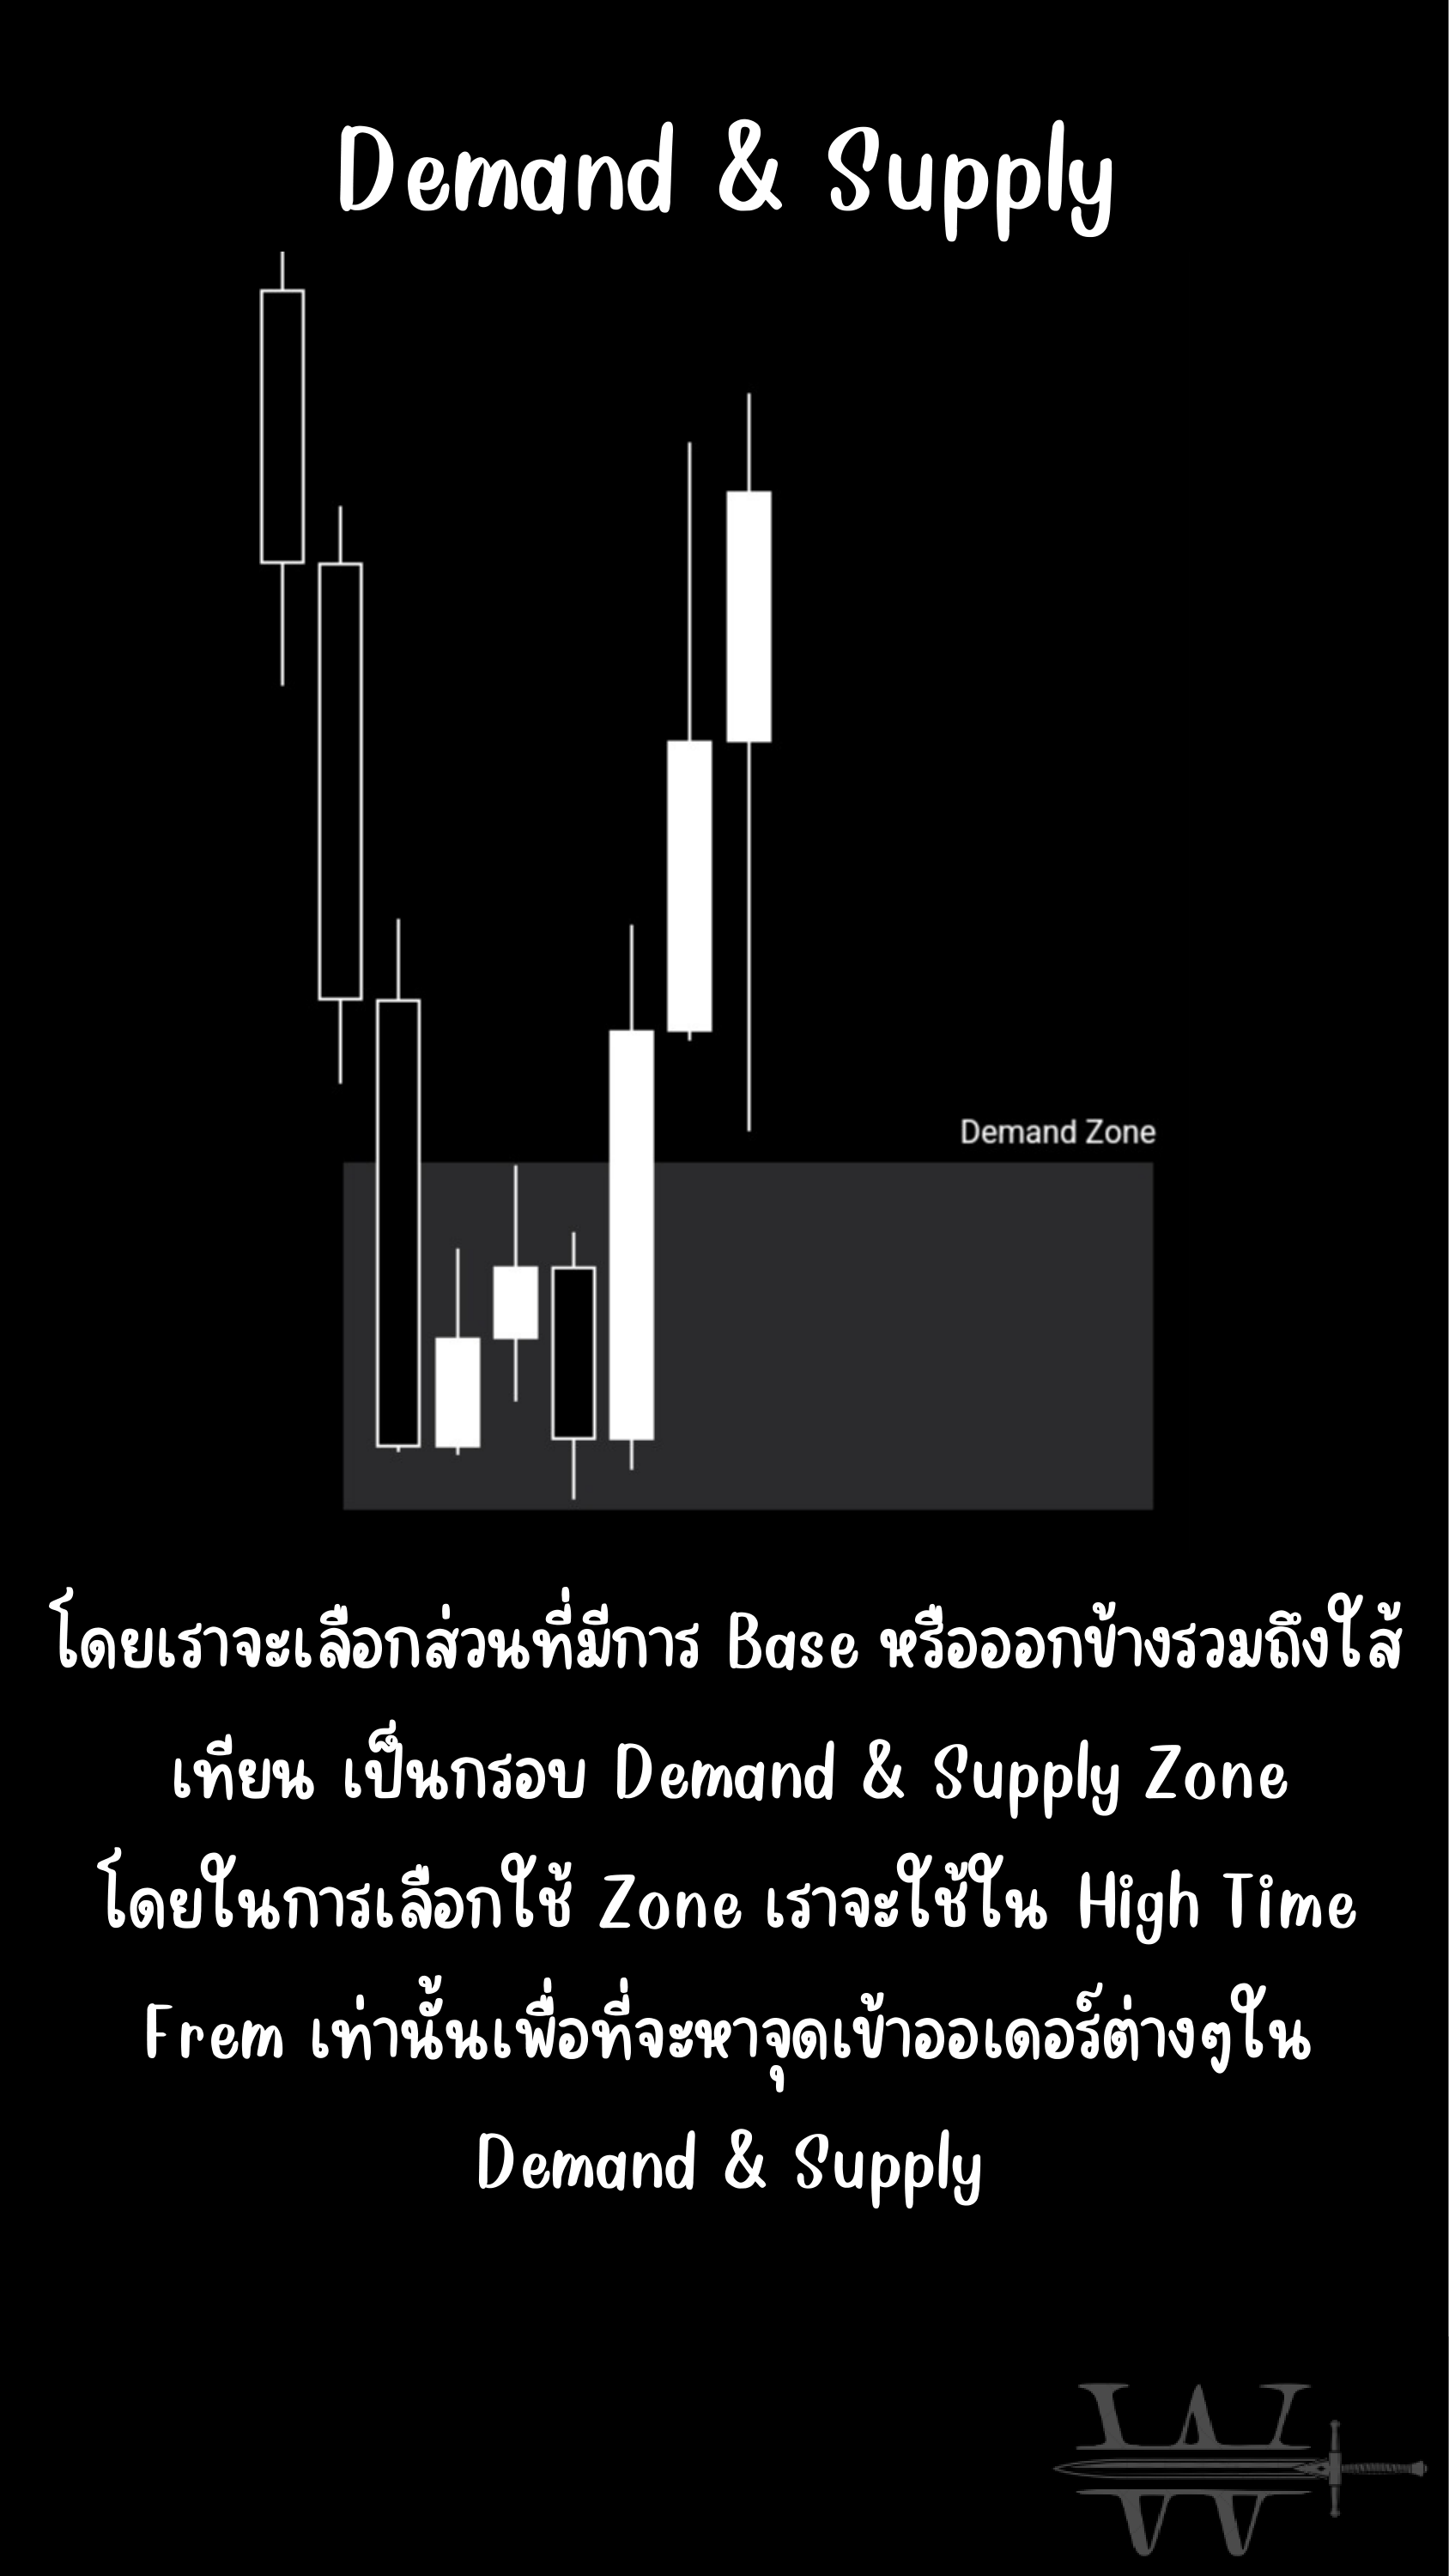 Demand & Supply
Demand Zone
โดยเราจะเลือกส่วนที่มีการ Base หรือออกข้างรวมถึงใส้
เทียน เป็นกรอบ Demand & Supply Zone
โดยในการเลือกใช้ Zone เราจะใช้ใน High Time
Frem เท่านั้นเพื่อที่จะหาจุดเข้าออเดอร์ต่างๆใน
Demand & Supply
W